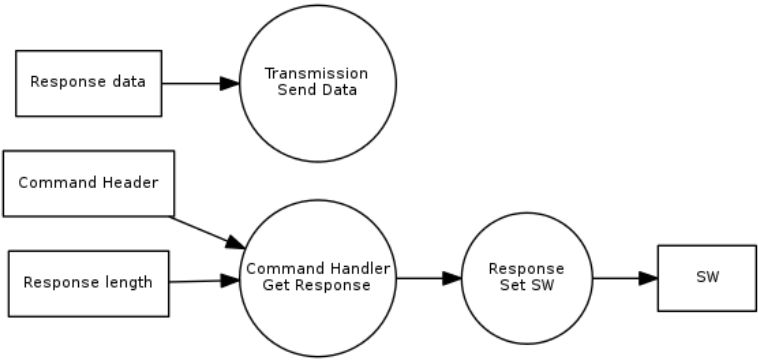 Response data
Transmission
Send Data
Command Header
Response length
Command Handler
Get Response
Response
Set SW
SW